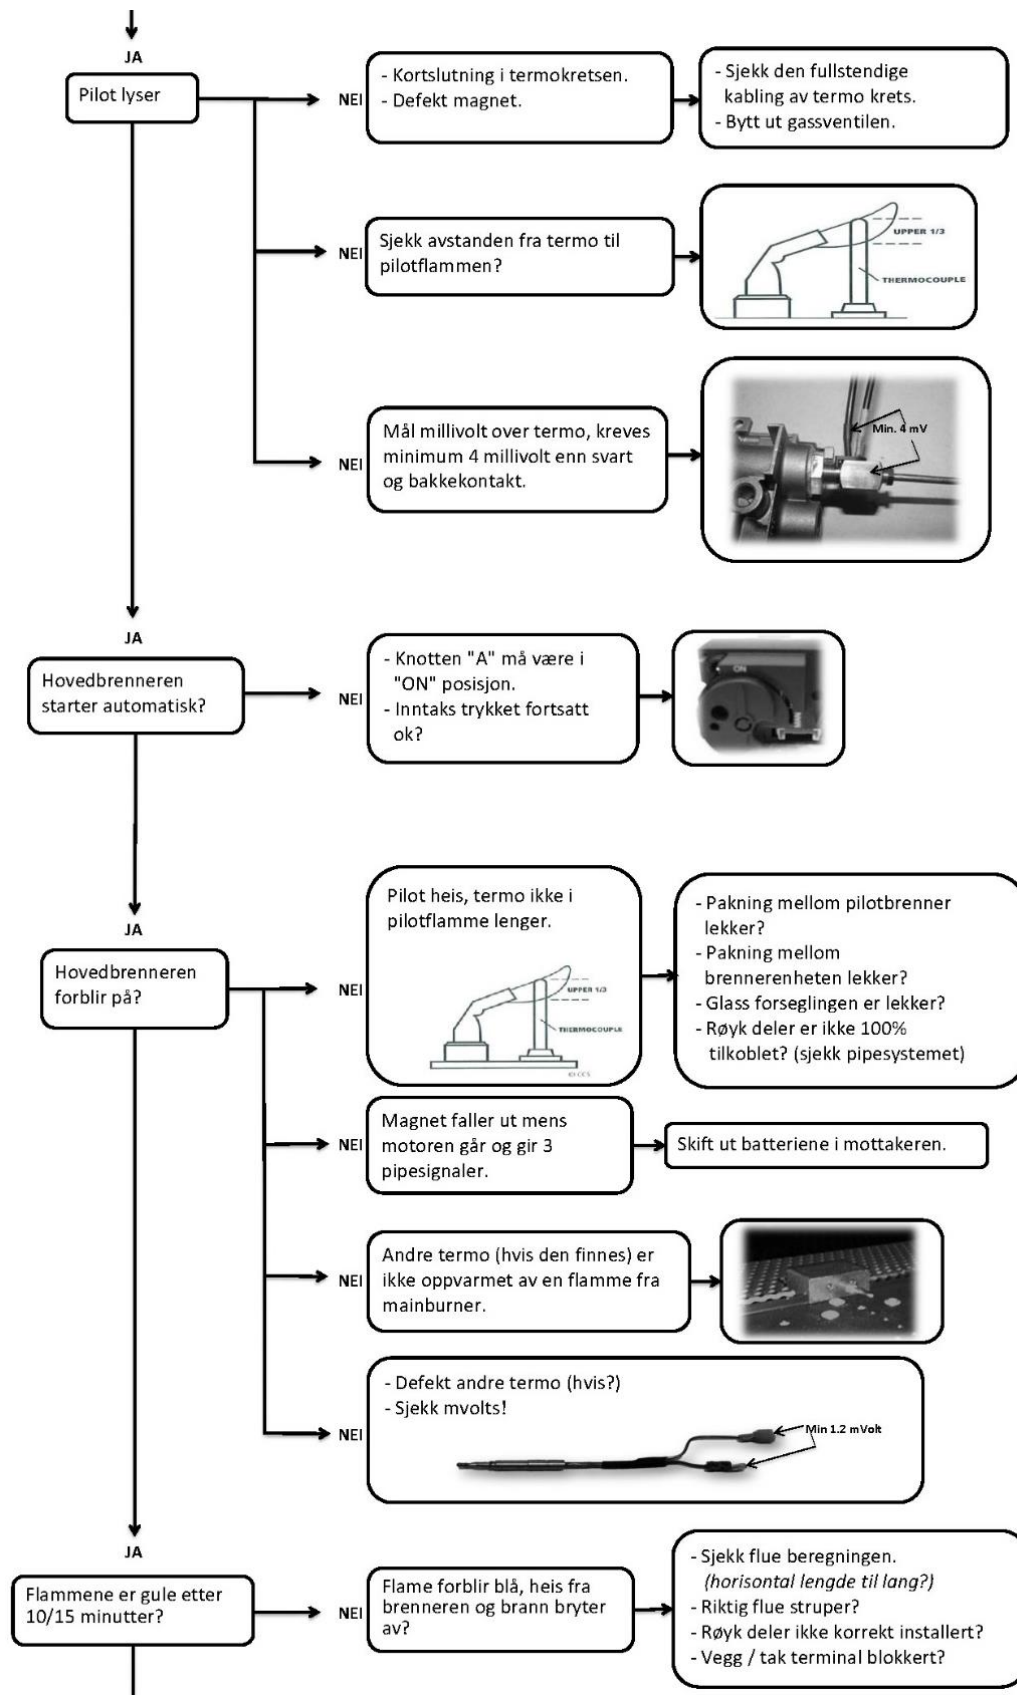 JA
Pilot lyser
NEI
- Kortslutning i termokretsen.
- Defekt magnet.
- Sjekk den fullstendige
kabling av termo krets.
- Bytt ut gassventilen.
NEI
Sjekk avstanden fra termo til
pilotflammen?
UPPER 1/3
THERMOCOUPLE
NEI
Mål millivolt over termo, kreves
minimum 4 millivolt enn svart
og bakkekontakt.
Min. 4 mV
JA
Hovedbrenneren
starter automatisk?
NEI
- Knotten "A" må være i
"ON" posisjon.
- Inntaks trykket fortsatt
ok?
ON
JA
Hovedbrenneren
forblir på?
NEI
Pilot heis, termo ikke i
pilotflamme lenger.
UPPER 1/3
THERMOCOUPLE
- Pakning mellom pilotbrenner
lekker?
- Pakning mellom
brennerenheten lekker?
- Glass forseglingen er lekker?
- Røyk deler er ikke 100%
tilkoblet? (sjekk pipesystemet)
NEI
Magnet faller ut mens
motoren går og gir 3
pipesignaler.
Skift ut batteriene i mottakeren.
NEI
Andre termo (hvis den finnes) er
ikke oppvarmet av en flamme fra
mainburner.
NEI
- Defekt andre termo (hvis?)
- Sjekk mvolts!
Min 1.2 mVolt
JA
Flammene er gule etter
10/15 minutter?
NEI
Flame forblir blå, heis fra
brenneren og brann bryter
av?
- Sjekk flue beregningen.
(horisontal lengde til lang?)
- Riktig flue struper?
- Røyk deler ikke korrekt installert?
- Vegg / tak terminal blokkert?